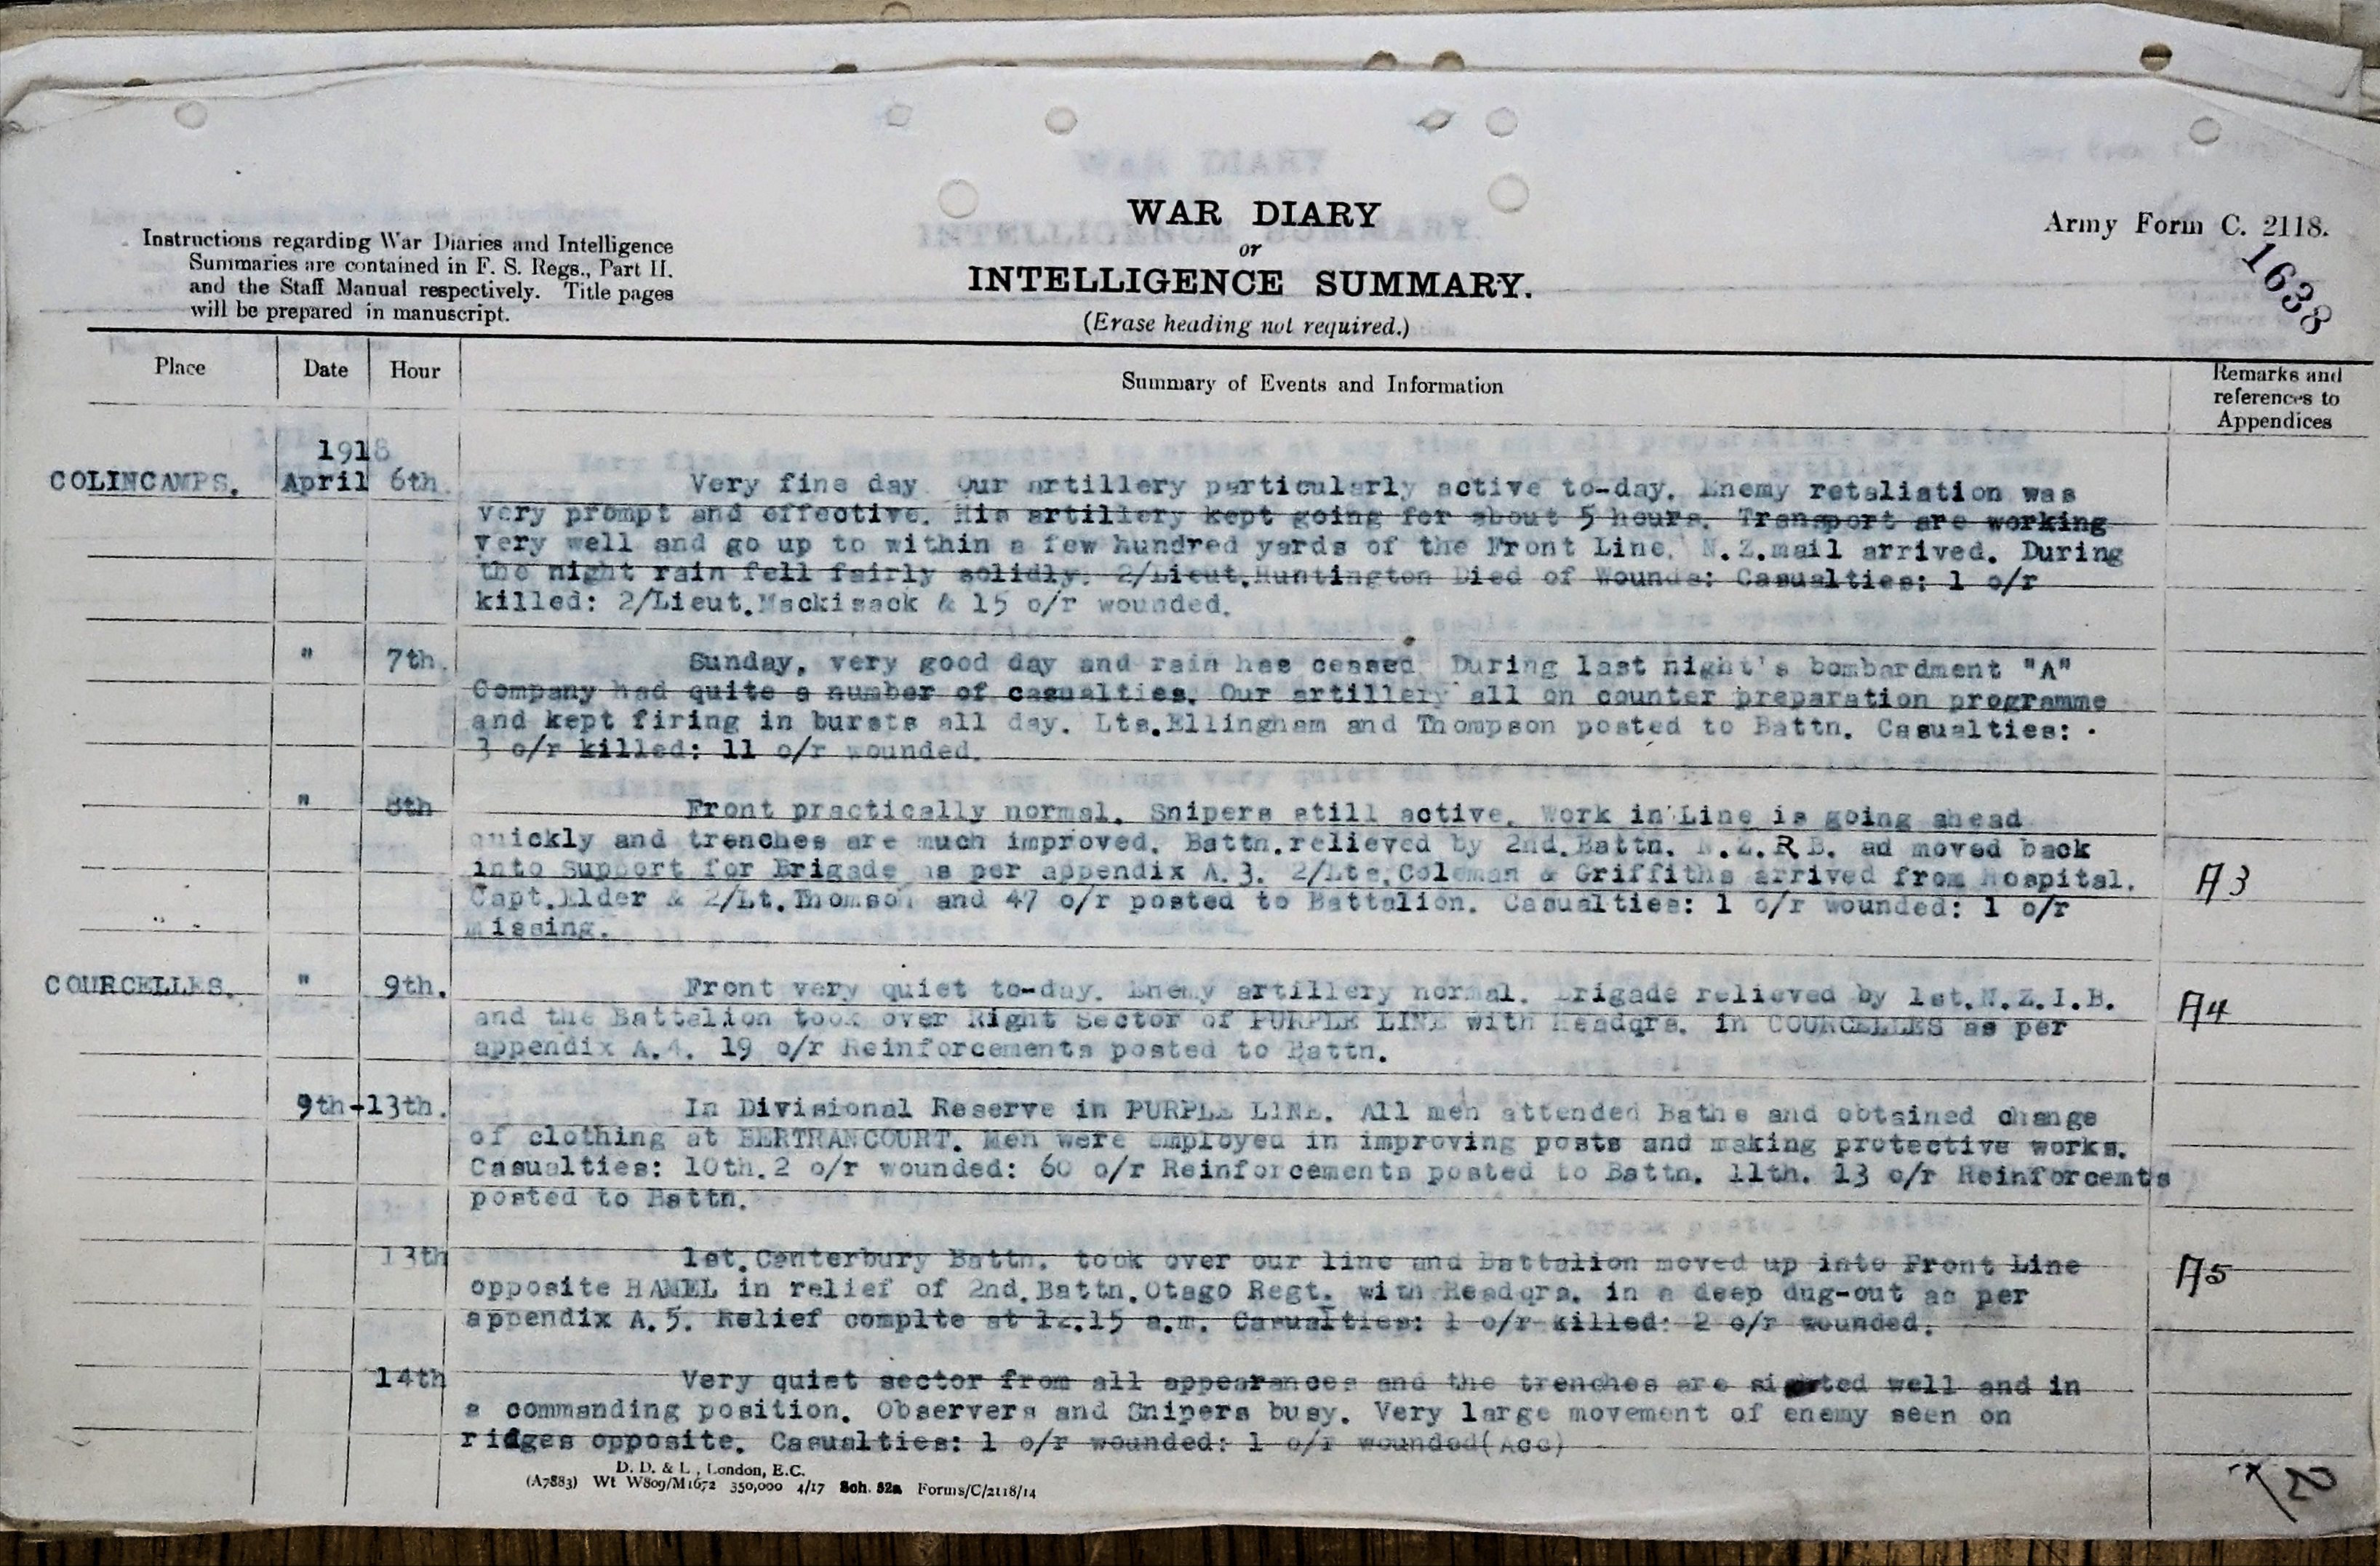 WAR DIARY
or
INTELLIGENCE SUMMARY.
(Erase heading not required.)
Army Form C. 2118.
1638
Instructions regarding War Diaries and Intelligence
Summaries are contained in F. S. Regs., Part II.
and the Staff Manual respectively. Title pages
will be prepared in manuscript.
Place Date Hour Summary of Events and Information Remarks and
references to
Appendices
1918
COLINCAMPS. April 6th. Very fine day Our artillery particularly active to-day. Enemy retaliation was
very prompt and effective. His artillery kept going for about 5 hours. Transport are working
very well and go up to within a few hundred yards of the Front Line. N.Z.mail arrived. During
the night rain fell fairly solidly. 2/Lieut.Huntington Died of Wounds: Casualties: 1 o/r
killed: 2/Lieut.Mackisack & 15 o/r wounded.
" 7th. Sunday, very good day and rain has ceased During last night's bombardment "A"
Company had quite a number of casualties. Our artillery all on counter preparation programme
and kept firing in bursts all day. Lts.Ellingham and Thompson posted to Battn. Casualties:
3 o/r killed: 11 o/r wounded.
" 8th Front practically normal. Snipers still active. Work in Line is going ahead
quickly and trenches are much improved. Battn.relieved by 2nd.Battn. N.Z.R.B. ad moved back
into Support for Brigade as per appendix A.3. 2/Lts.Coleman & Griffiths arrived from Hospital. A3
Capt.Elder & 2/Lt.Thomson and 47 o/r posted to Battalion. Casualties: 1 o/r wounded: 1 o/r
missing.
COURCELLES. " 9th. Front very quiet to-day. Enemy artillery normal. Brigade relieved by 1st.N.Z.I.B. A4
and the Battalion took over Right Sector of PURPLE LINE with Headqrs. in COURCELLES as per
appendix A.4. 19 o/r Reinforcements posted to Battn.
9th-13th. In Divisional Reserve in PURPLE LINE. All men attended Baths and obtained change
of clothing at BERTRANCOURT. Men were employed in improving posts and making protective works.
Casualties: 10th.2 o/r wounded: 60 o/r Reinforcements posted to Battn. 11th. 13 o/r Reinforcemts
posted to Battn.
13th 1st.Canterbury Battn. took over our line and battalion moved up into Front Line A5
opposite HAMEL in relief of 2nd.Battn.Otago Regt. with Headqrs. in a deep dug-out as per
appendix A.5. Relief complte at 12.15 a.m. Casualties: 1 o/r killed: 2 o/r wounded.
14th Very quiet sector from all appearances and the trenches are sighted well and in
a commanding position. Observers and Snipers busy. Very large movement of enemy seen on
ridges opposite. Casualties: 1 o/r wounded: 1 o/r wounded(Acc)
D. D. & L., London, E.C.
(A7883) Wt W809/M1672 350,000 4/17 Sch. 52a Forms/C/2118/14